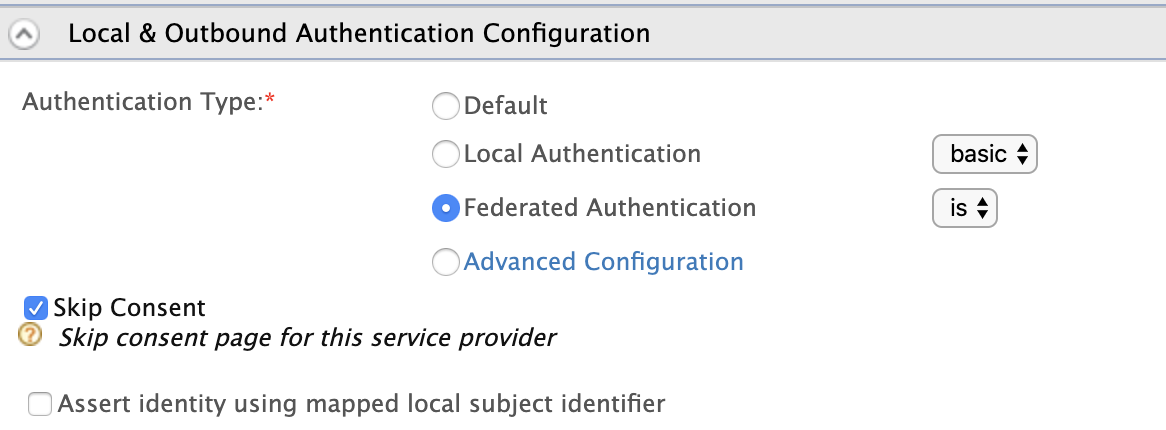 Local & Outbound Authentication Configuration
Authentication Type:*
Default
Local Authentication basic
Federated Authentication is
Advanced Configuration
Skip Consent
? Skip consent page for this service provider
Assert identity using mapped local subject identifier